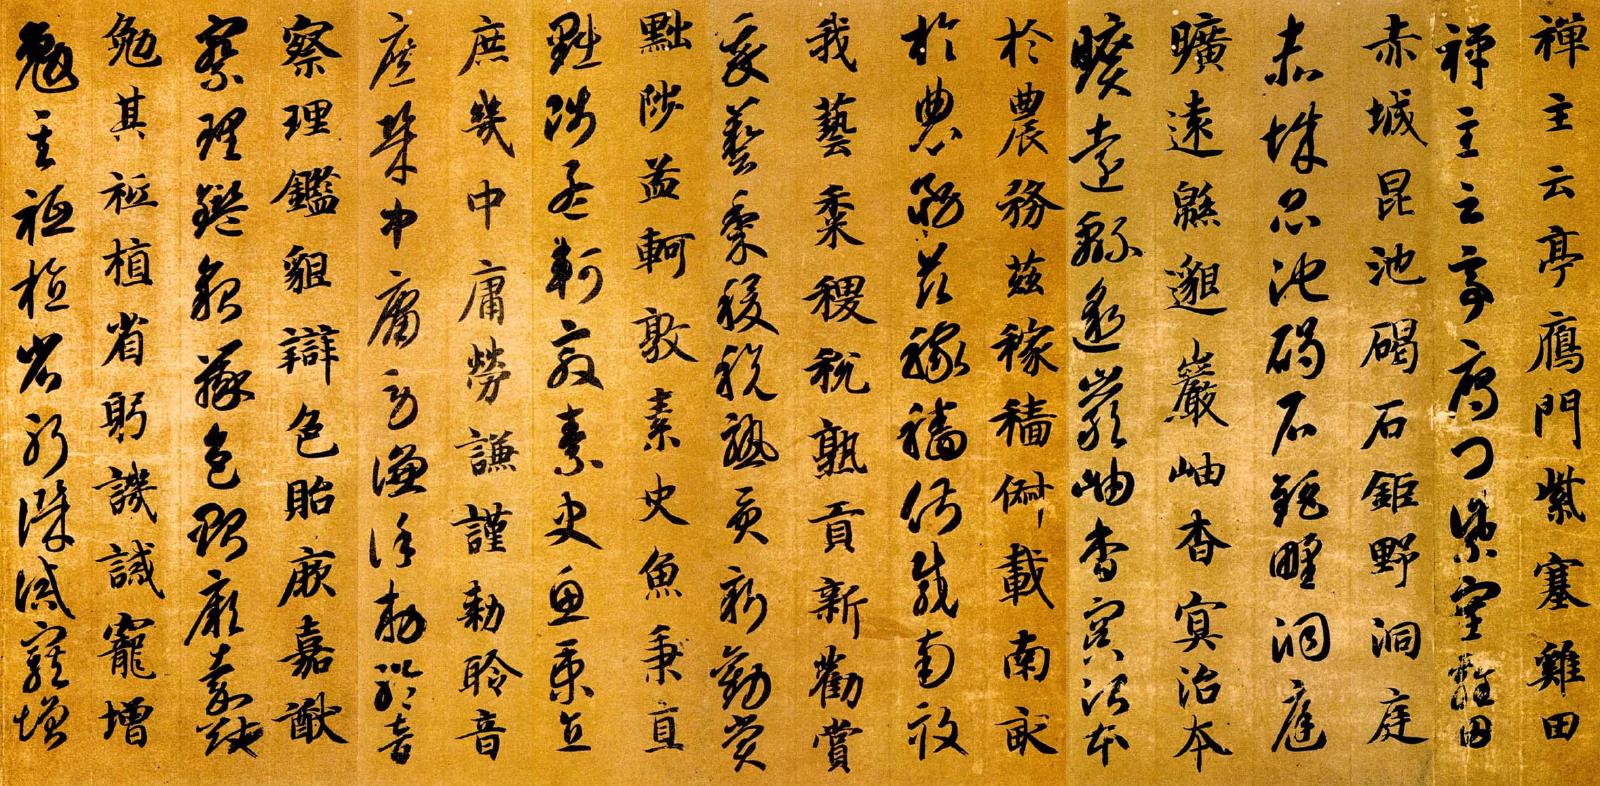 禪主云亭鴈門紫塞雞田
禪主云亭鴈門紫塞雞田
赤城昆池碣石鉅野洞庭
赤城昆池碣石鉅野洞庭
曠遠緜邈巖岫杳冥治本
曠遠緜邈巖岫杳冥治本
於農務茲稼穡俶載南畝
於農務茲稼穡俶載南畝
我藝黍稷稅熟貢新勸賞
我藝黍稷稅熟貢新勸賞
黜陟孟軻敦素史魚秉直
黜陟孟軻敦素史魚秉直
庶幾中庸勞謙謹勑聆音
庶幾中庸勞謙謹勑聆音
察理鑑貌辯色貽厥嘉猷
察理鑑貌辯色貽厥嘉猷
勉其祗植省躬譏誡寵增
勉其祗植省躬譏誡寵增